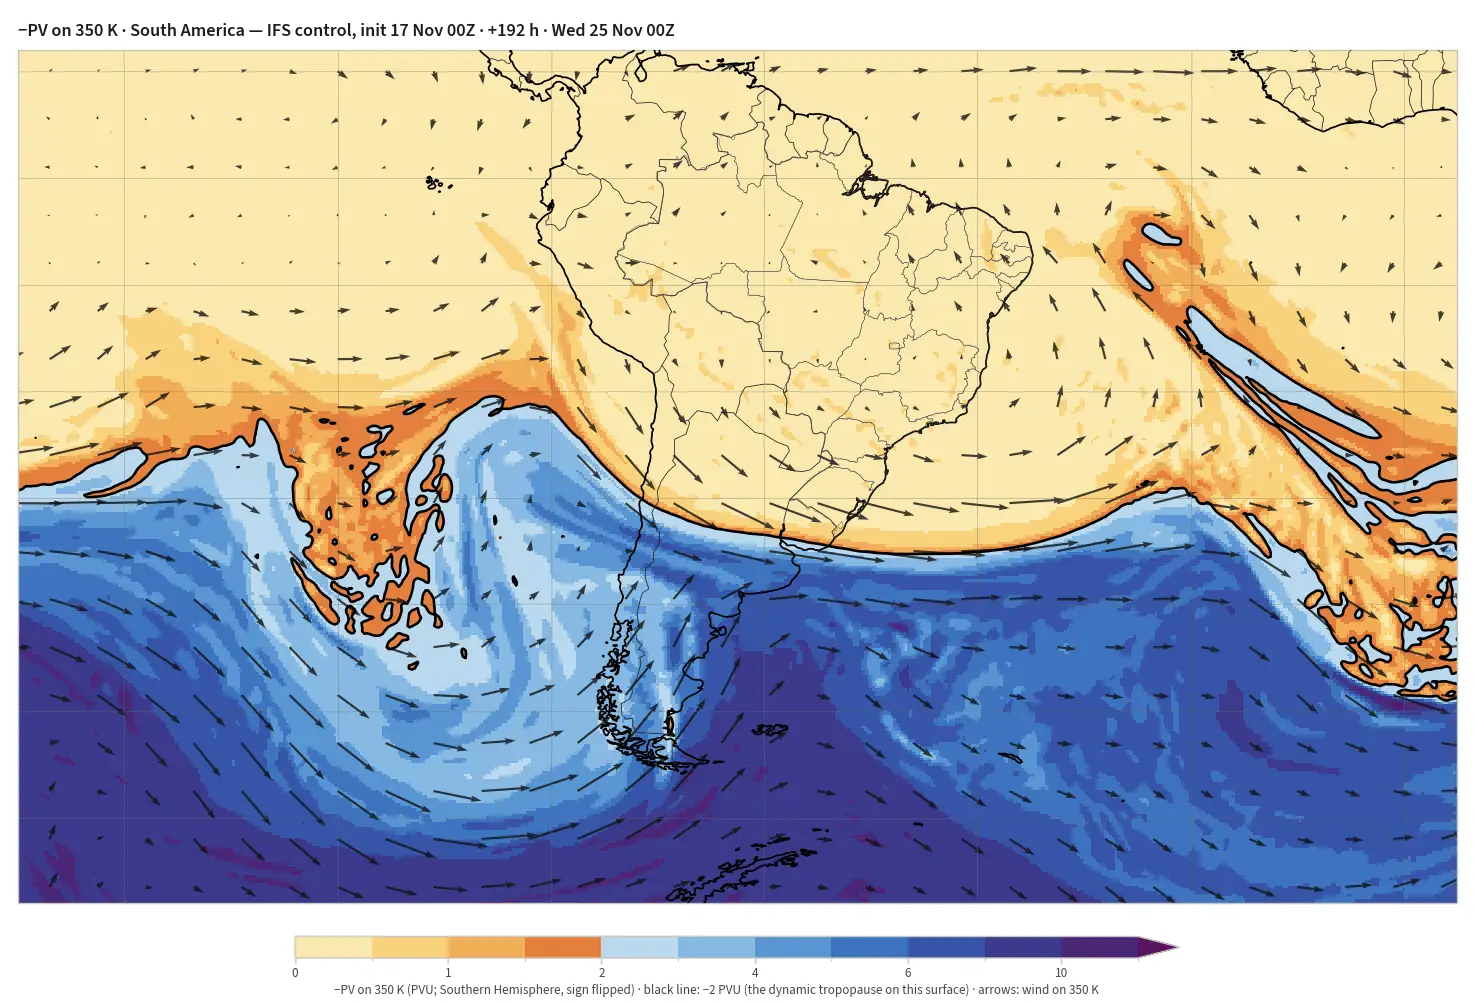 −PV on 350 K · South America — IFS control, init 17 Nov 00Z · +192 h · Wed 25 Nov 00Z
0 1 2 4 6 10
−PV on 350 K (PVU; Southern Hemisphere, sign flipped) · black line: −2 PVU (the dynamic tropopause on this surface) · arrows: wind on 350 K